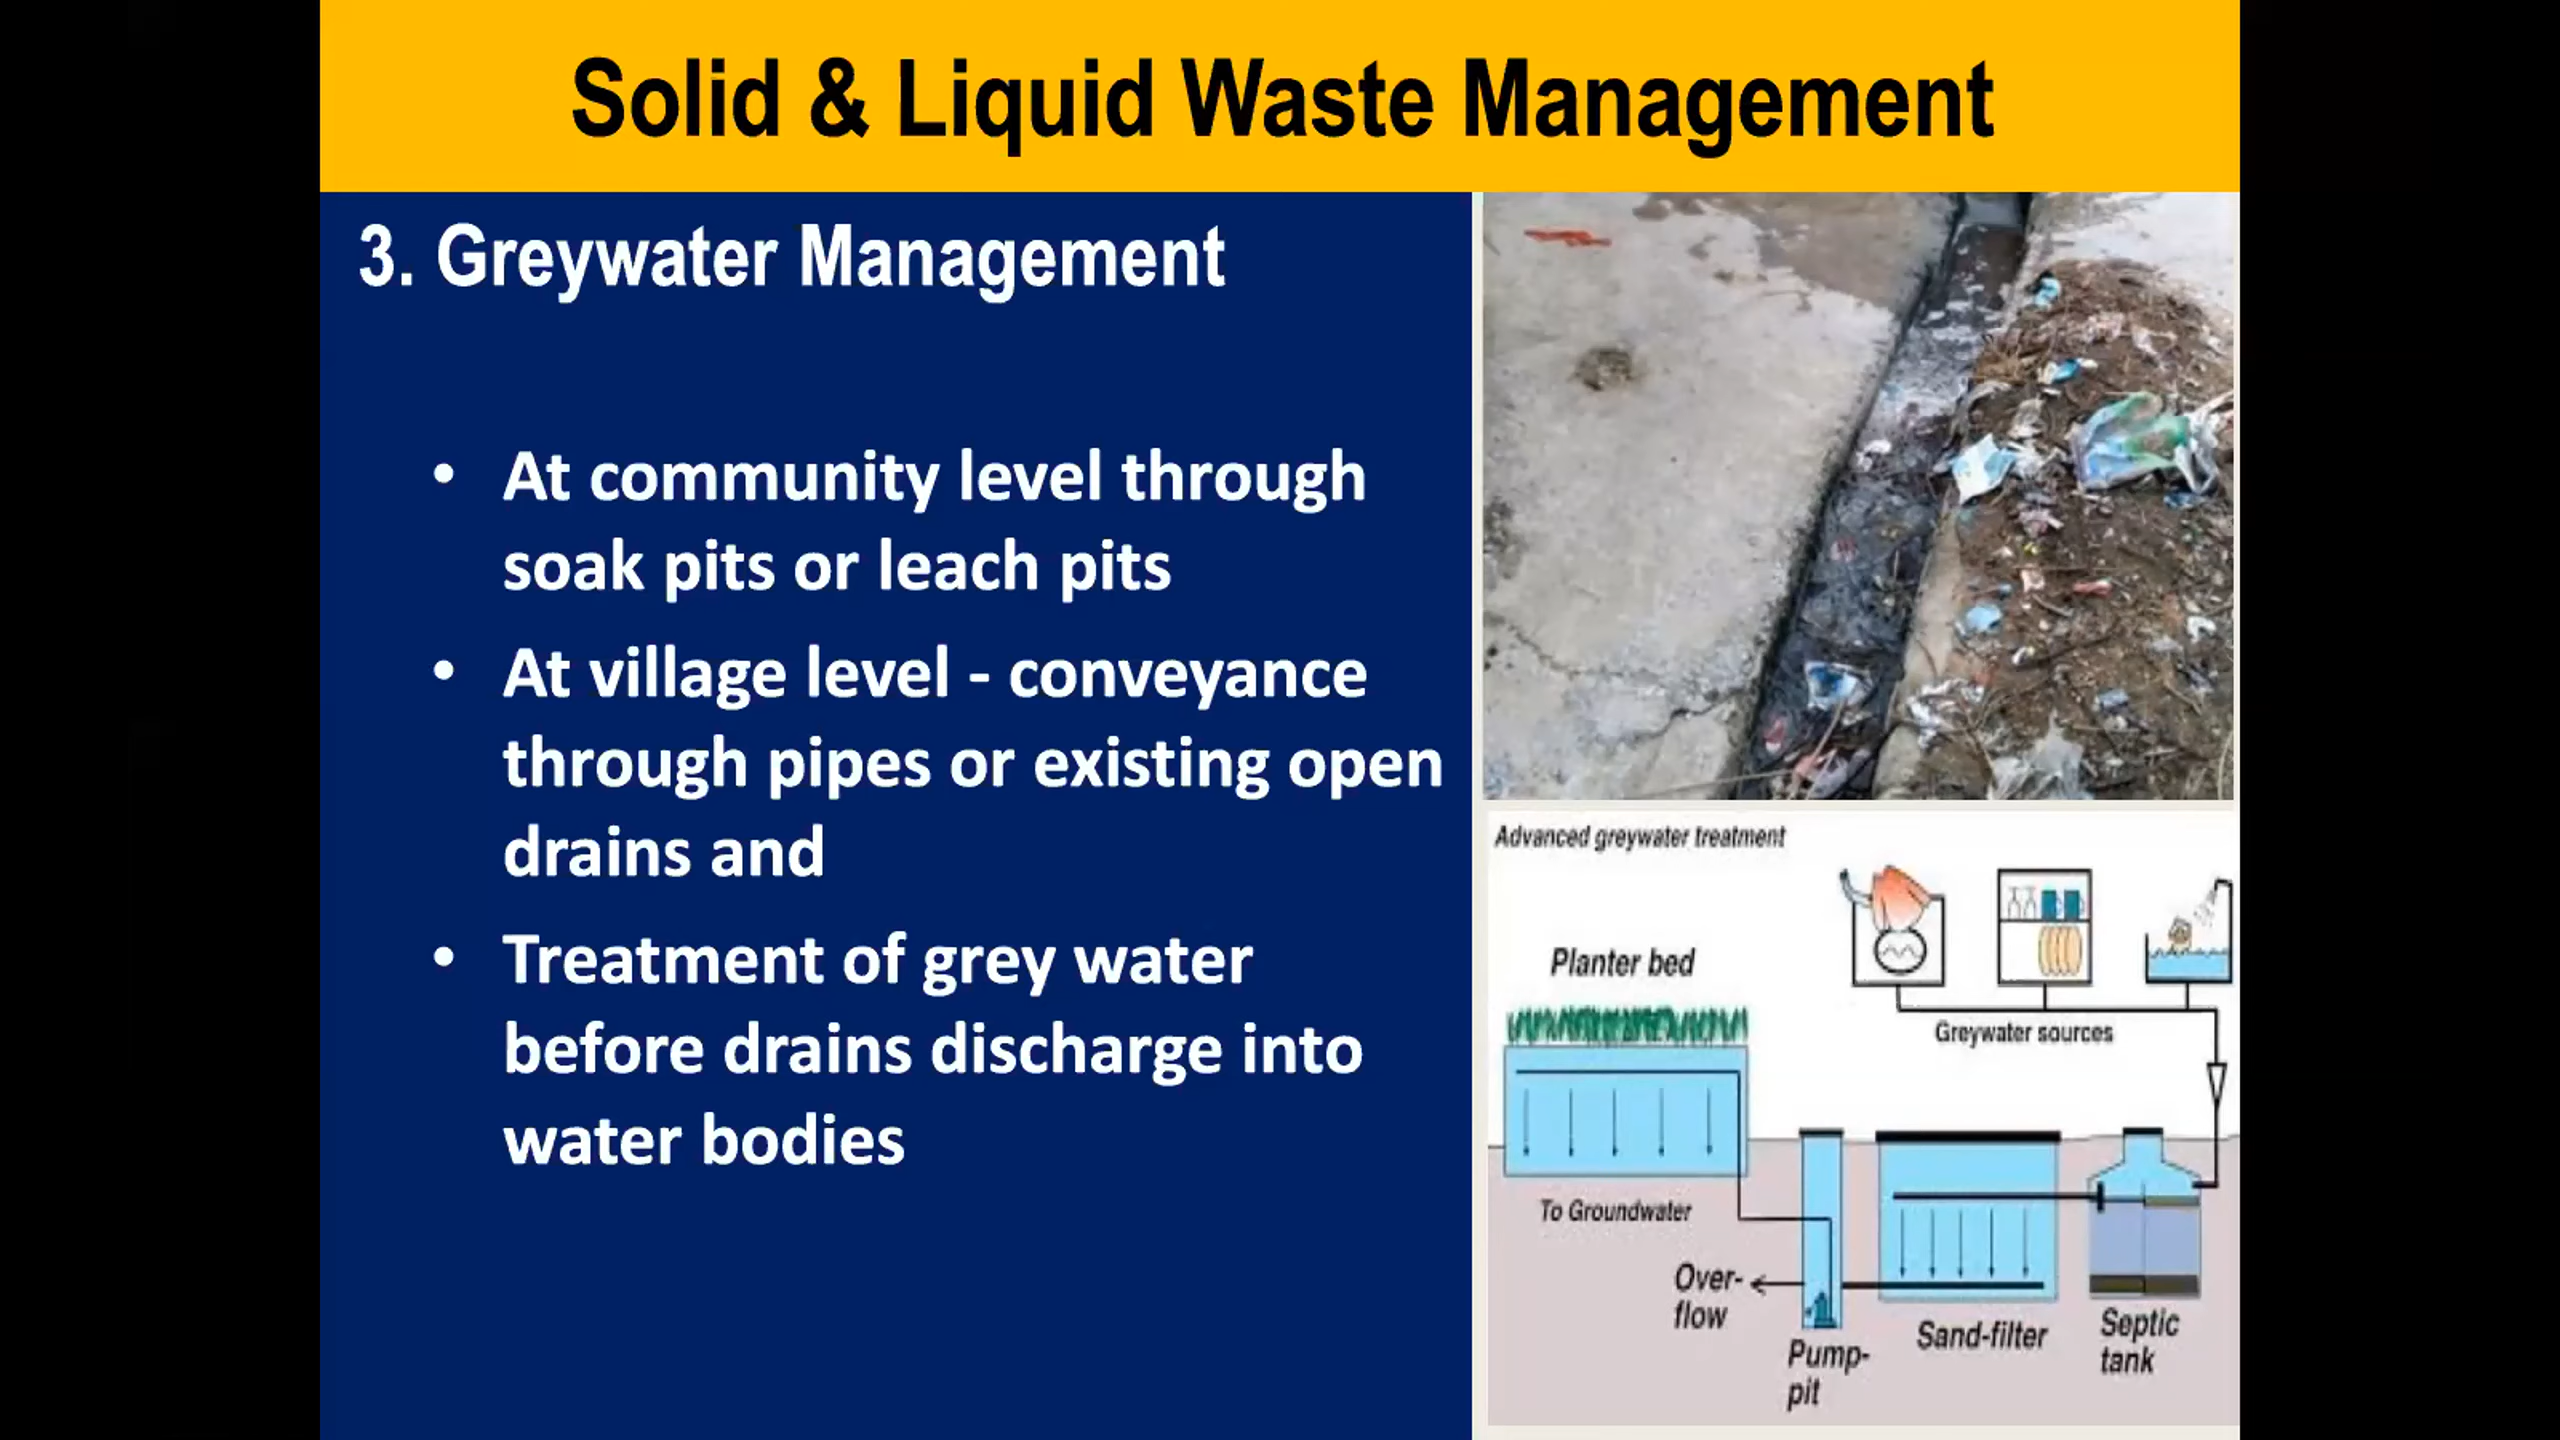 Solid & Liquid Waste Management
3. Greywater Management
• At community level through
soak pits or leach pits
• At village level - conveyance
through pipes or existing open
drains and
• Treatment of grey water
before drains discharge into
water bodies
Advanced greywater treatment
Planter bed
Greywater sources
To Groundwater
Over-
flow
Pump-
pit
Sand-filter
Septic
tank